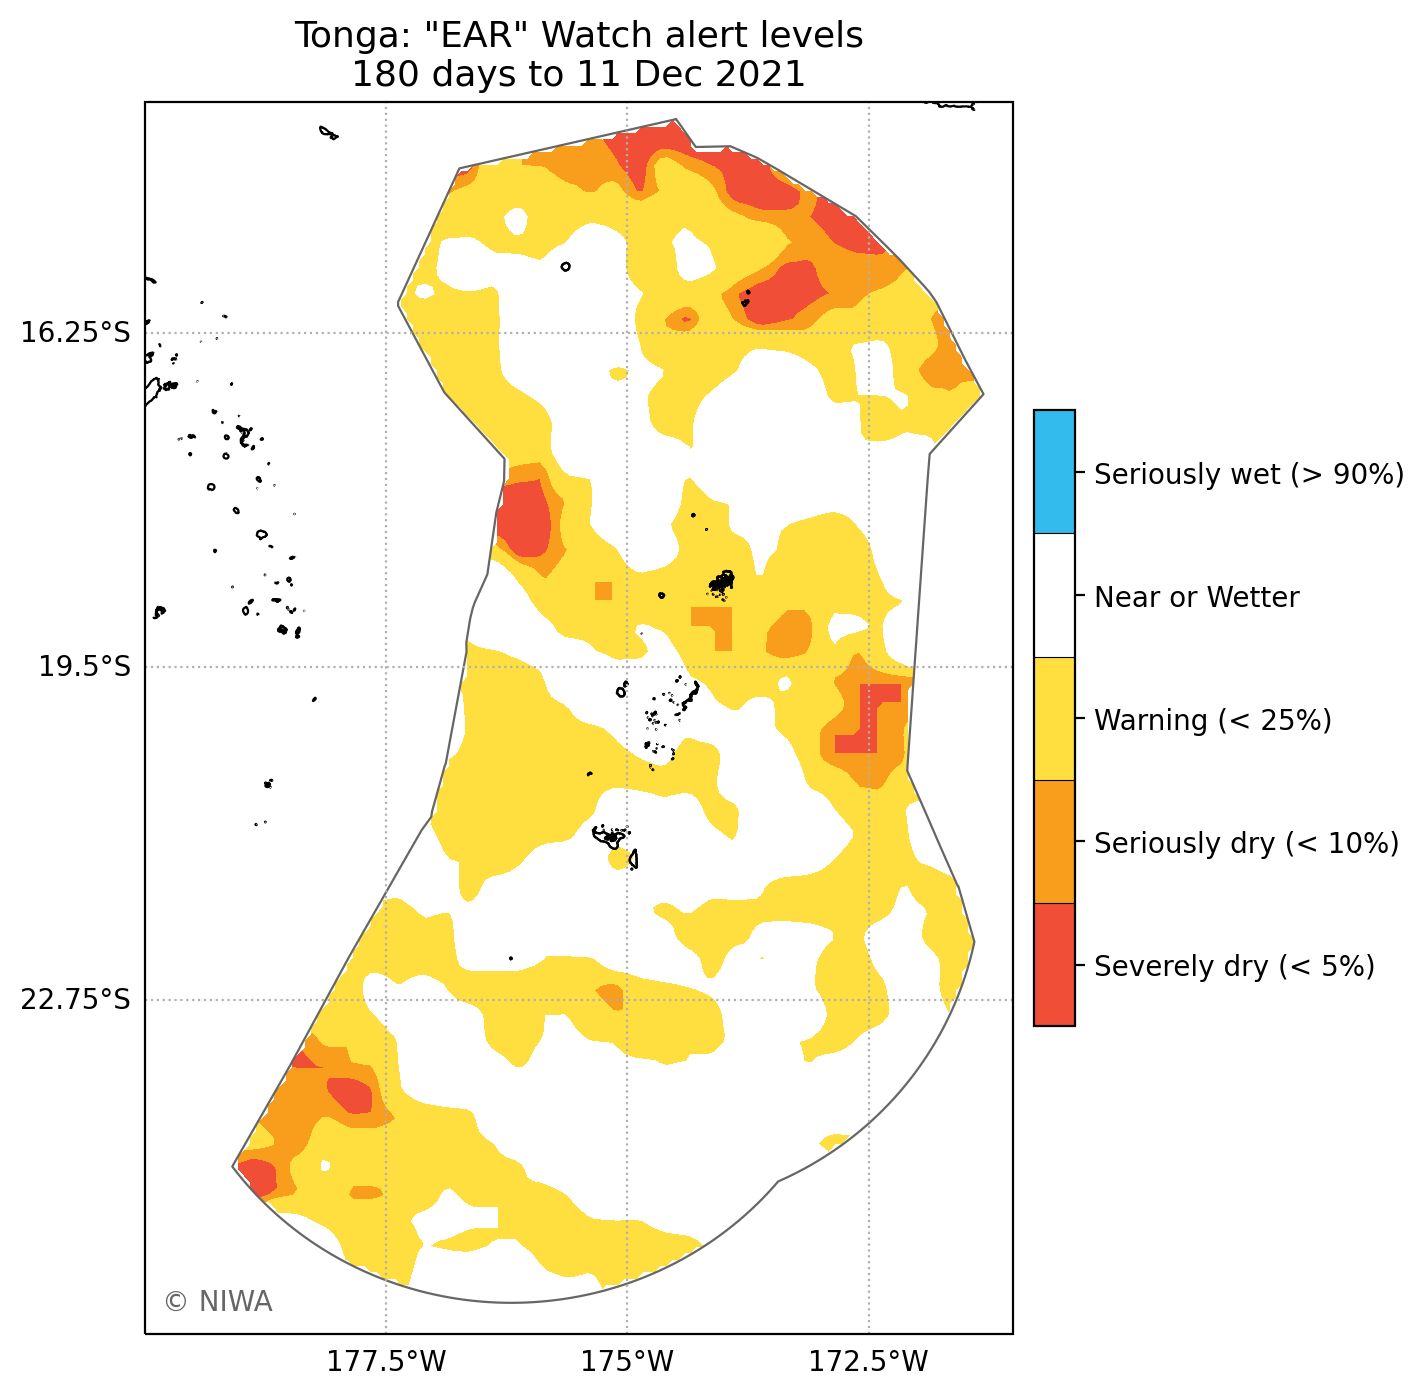 Tonga: "EAR" Watch alert levels
180 days to 11 Dec 2021
16.25°S
19.5°S
22.75°S
177.5°W
175°W
172.5°W
© NIWA
Seriously wet (> 90%)
Near or Wetter
Warning (< 25%)
Seriously dry (< 10%)
Severely dry (< 5%)